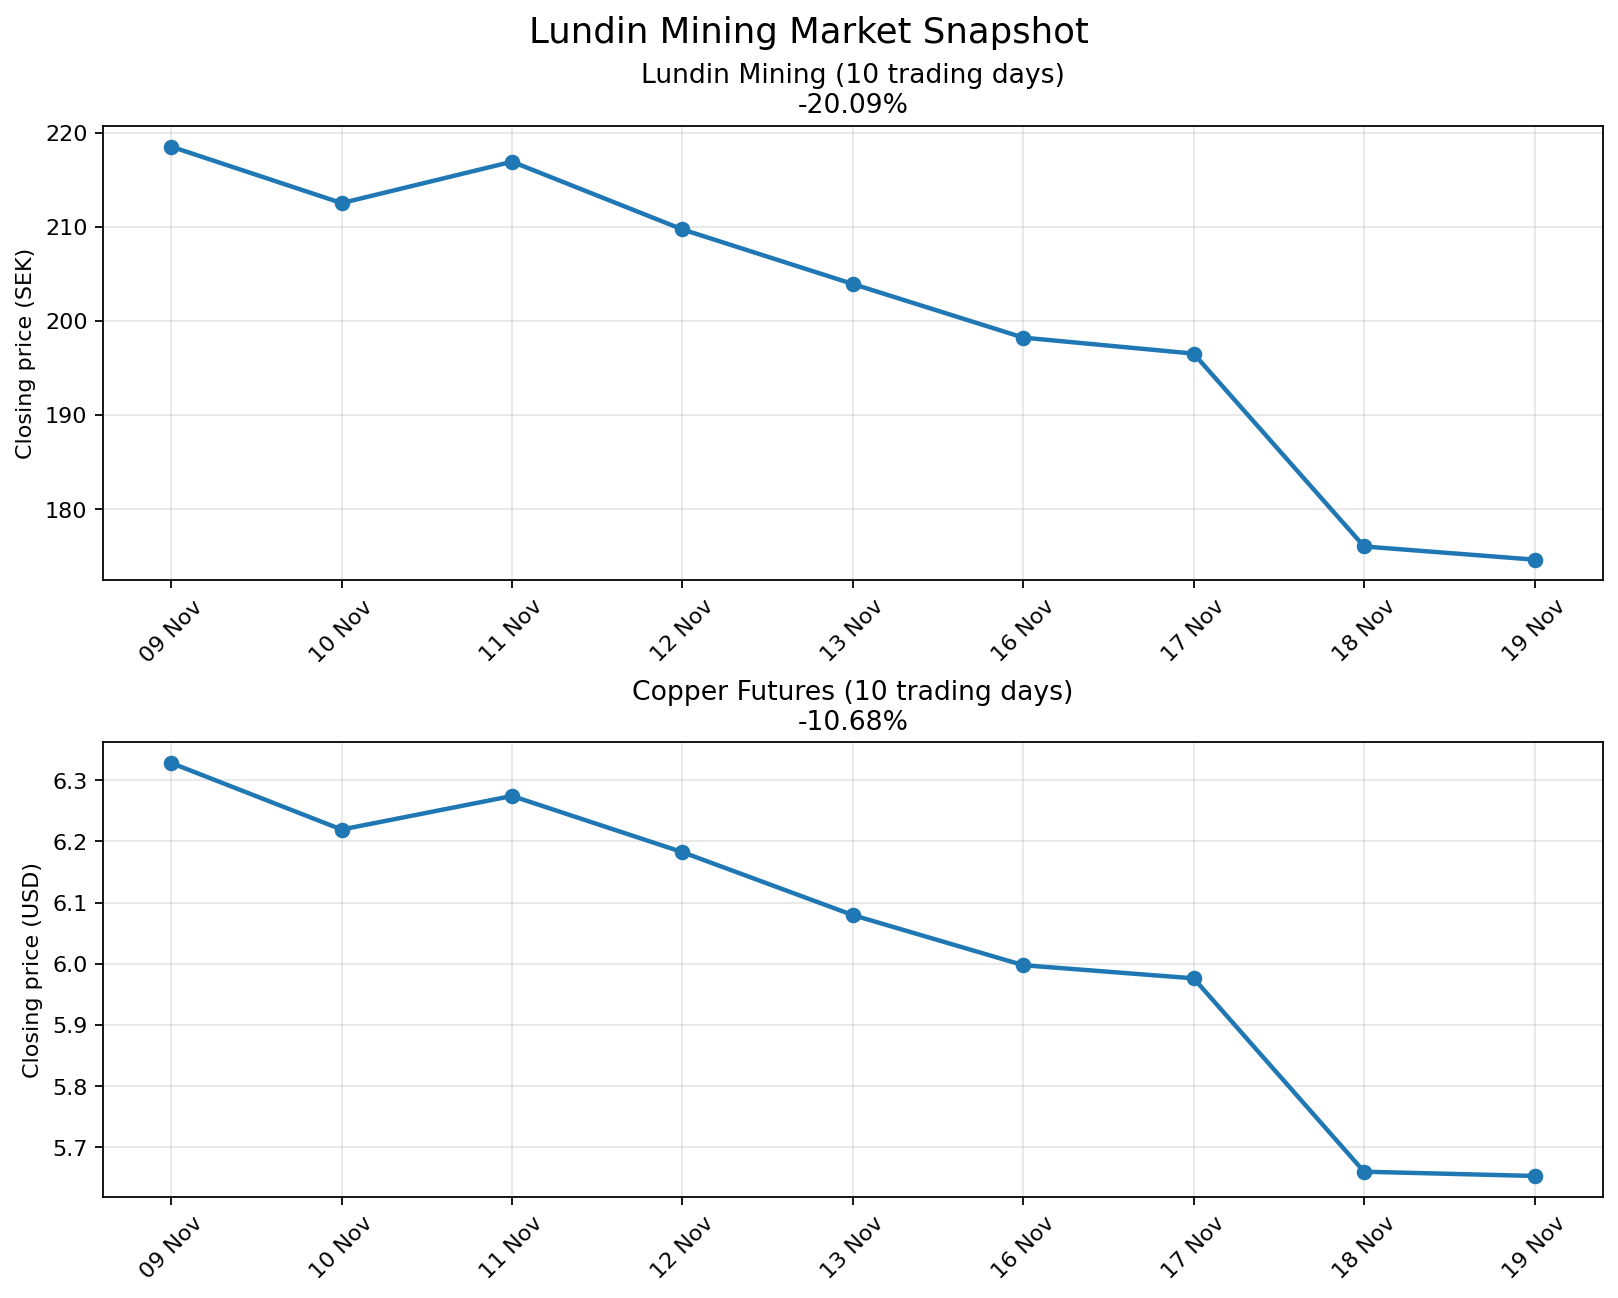 Lundin Mining Market Snapshot
Lundin Mining (10 trading days)
-20.09%
Closing price (SEK)
220
210
200
190
180
09 Nov
10 Nov
11 Nov
12 Nov
13 Nov
16 Nov
17 Nov
18 Nov
19 Nov
Copper Futures (10 trading days)
-10.68%
Closing price (USD)
6.3
6.2
6.1
6.0
5.9
5.8
5.7
09 Nov
10 Nov
11 Nov
12 Nov
13 Nov
16 Nov
17 Nov
18 Nov
19 Nov